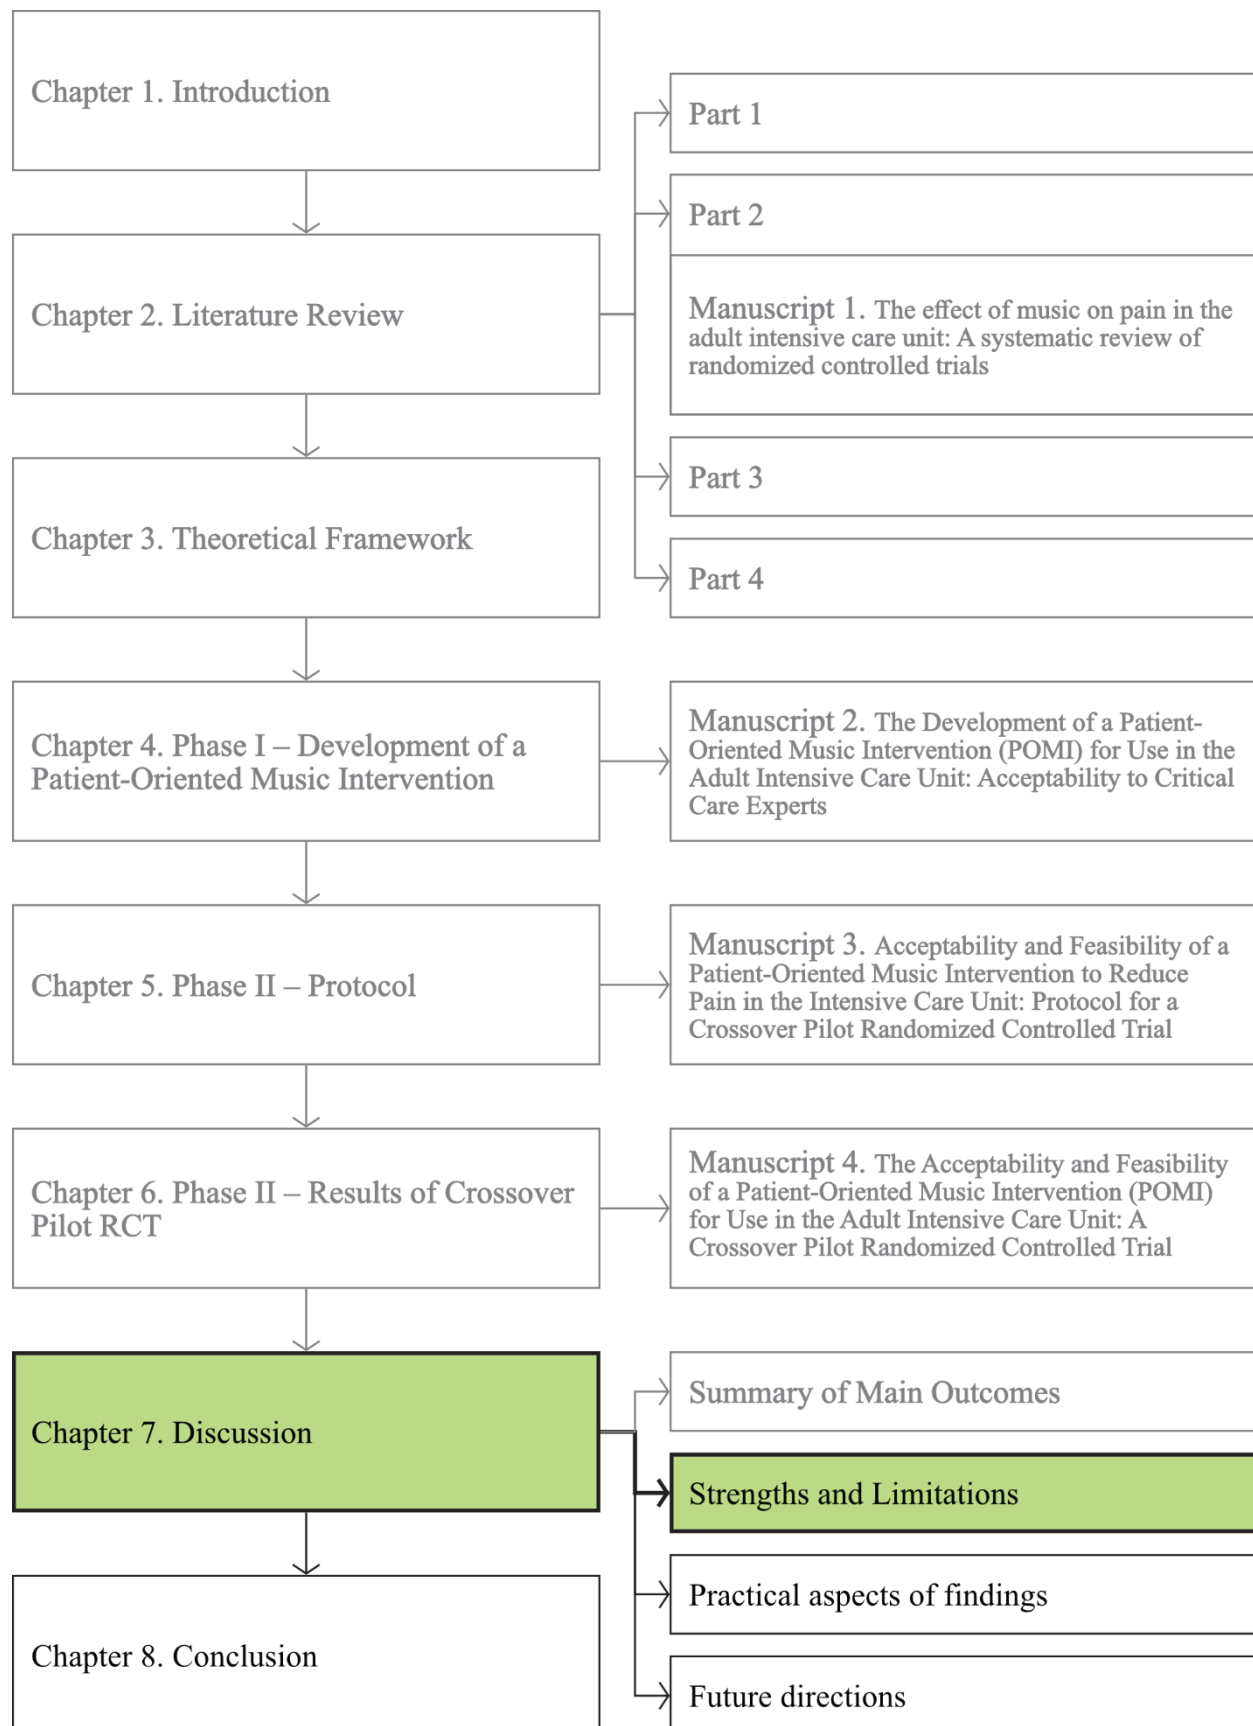 Chapter 1. Introduction
Part 1
Part 2
Chapter 2. Literature Review
Manuscript 1. The effect of music on pain in the
adult intensive care unit: A systematic review of
randomized controlled trials
Part 3
Chapter 3. Theoretical Framework
Part 4
Chapter 4. Phase I – Development of a
Patient-Oriented Music Intervention
Manuscript 2. The Development of a Patient-
Oriented Music Intervention (POMI) for Use in the
Adult Intensive Care Unit: Acceptability to Critical
Care Experts
Chapter 5. Phase II – Protocol
Manuscript 3. Acceptability and Feasibility of a
Patient-Oriented Music Intervention to Reduce
Pain in the Intensive Care Unit: Protocol for a
Crossover Pilot Randomized Controlled Trial
Chapter 6. Phase II – Results of Crossover
Pilot RCT
Manuscript 4. The Acceptability and Feasibility
of a Patient-Oriented Music Intervention (POMI)
for Use in the Adult Intensive Care Unit: A
Crossover Pilot Randomized Controlled Trial
Chapter 7. Discussion
Summary of Main Outcomes
Strengths and Limitations
Practical aspects of findings
Chapter 8. Conclusion
Future directions